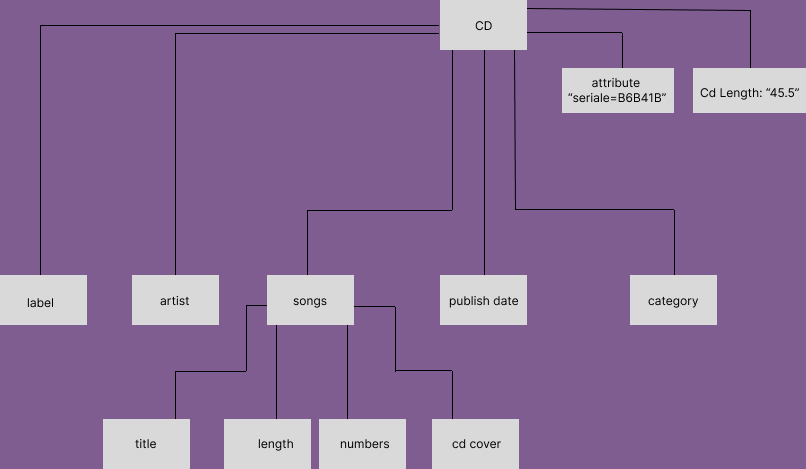 CD
attribute
“seriale=B6B41B”
Cd Length: “45.5”
label
artist
songs
publish date
category
title
length
numbers
cd cover